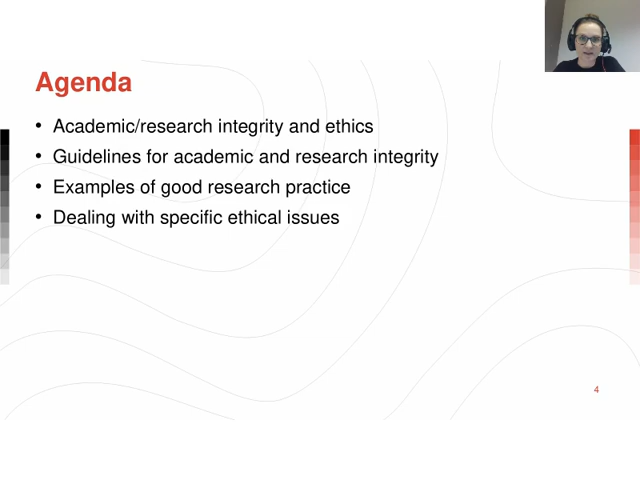 Agenda
• Academic/research integrity and ethics
• Guidelines for academic and research integrity
• Examples of good research practice
• Dealing with specific ethical issues
4